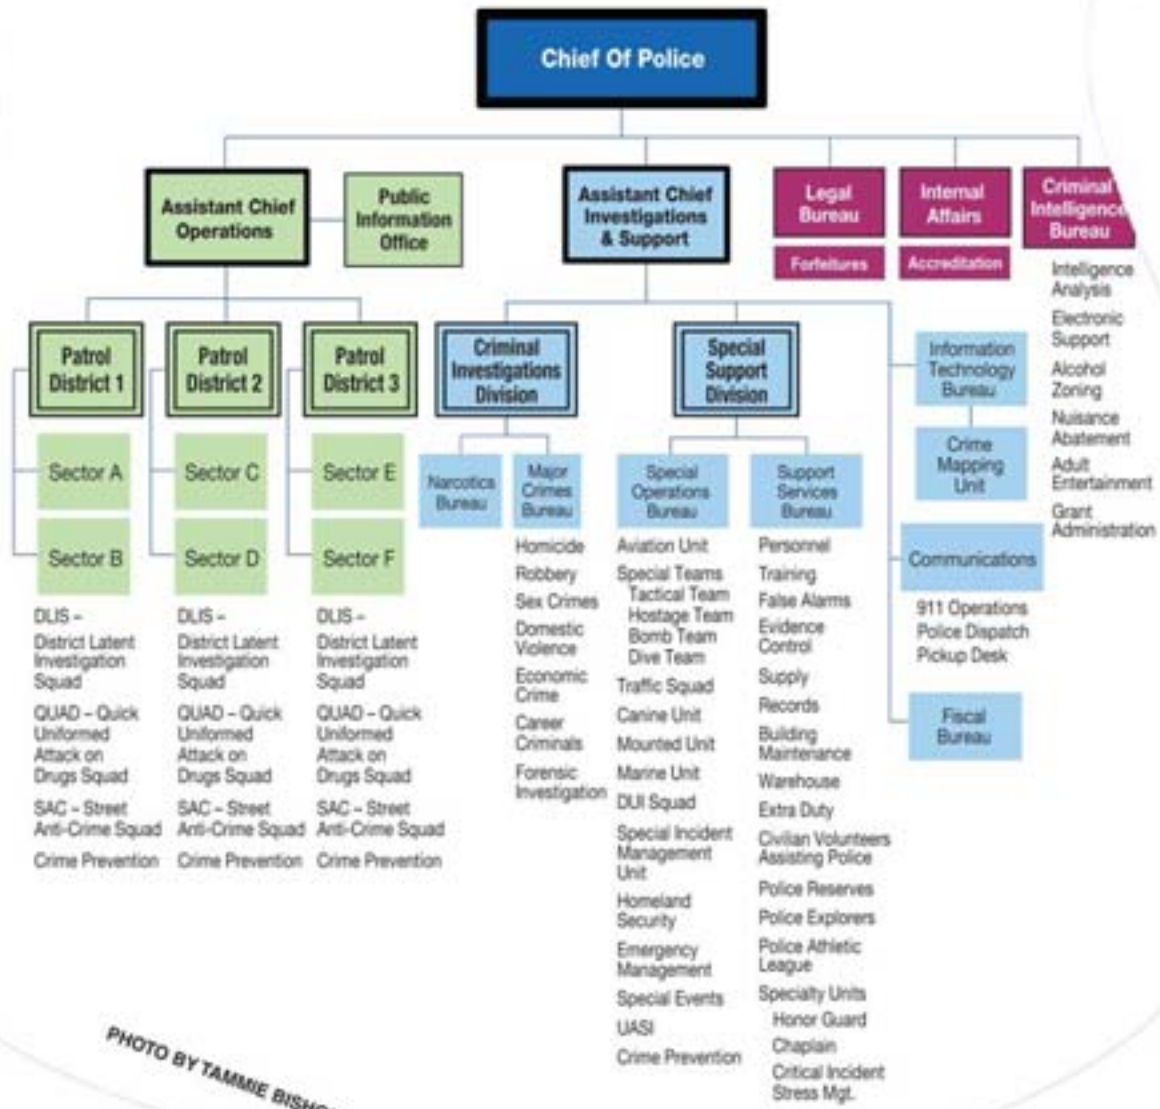 Chief Of Police
Assistant Chief
Operations
Public
Information
Office
Assistant Chief
Investigations
& Support
Legal
Bureau
Forfeitures
Internal
Affairs
Accreditation
Criminal
Intelligence
Bureau
Intelligence
Analysis
Electronic
Support
Alcohol
Zoning
Nuisance
Abatement
Adult
Entertainment
Grant
Administration
Patrol
District 1
Sector A
Sector B
DLIS –
District Latent
Investigation
Squad
QUAD – Quick
Uniformed
Attack on
Drugs Squad
SAC – Street
Anti-Crime Squad
Crime Prevention
Patrol
District 2
Sector C
Sector D
DLIS –
District Latent
Investigation
Squad
QUAD – Quick
Uniformed
Attack on
Drugs Squad
SAC – Street
Anti-Crime Squad
Crime Prevention
Patrol
District 3
Sector E
Sector F
DLIS –
District Latent
Investigation
Squad
QUAD – Quick
Uniformed
Attack on
Drugs Squad
SAC – Street
Anti-Crime Squad
Crime Prevention
Criminal
Investigations
Division
Narcotics
Bureau
Major
Crimes
Bureau
Homicide
Robbery
Sex Crimes
Domestic
Violence
Economic
Crime
Career
Criminals
Forensic
Investigation
Special
Support
Division
Special
Operations
Bureau
Aviation Unit
Special Teams
Tactical Team
Hostage Team
Bomb Team
Dive Team
Traffic Squad
Canine Unit
Mounted Unit
Marine Unit
DUI Squad
Special Incident
Management
Unit
Homeland
Security
Emergency
Management
Special Events
UASI
Crime Prevention
Support
Services
Bureau
Personnel
Training
False Alarms
Evidence
Control
Supply
Records
Building
Maintenance
Warehouse
Extra Duty
Civilian Volunteers
Assisting Police
Police Reserves
Police Explorers
Police Athletic
League
Specialty Units
Honor Guard
Chaplain
Critical Incident
Stress Mgt.
Information
Technology
Bureau
Crime
Mapping
Unit
Communications
911 Operations
Police Dispatch
Pickup Desk
Fiscal
Bureau
PHOTO BY TAMMIE